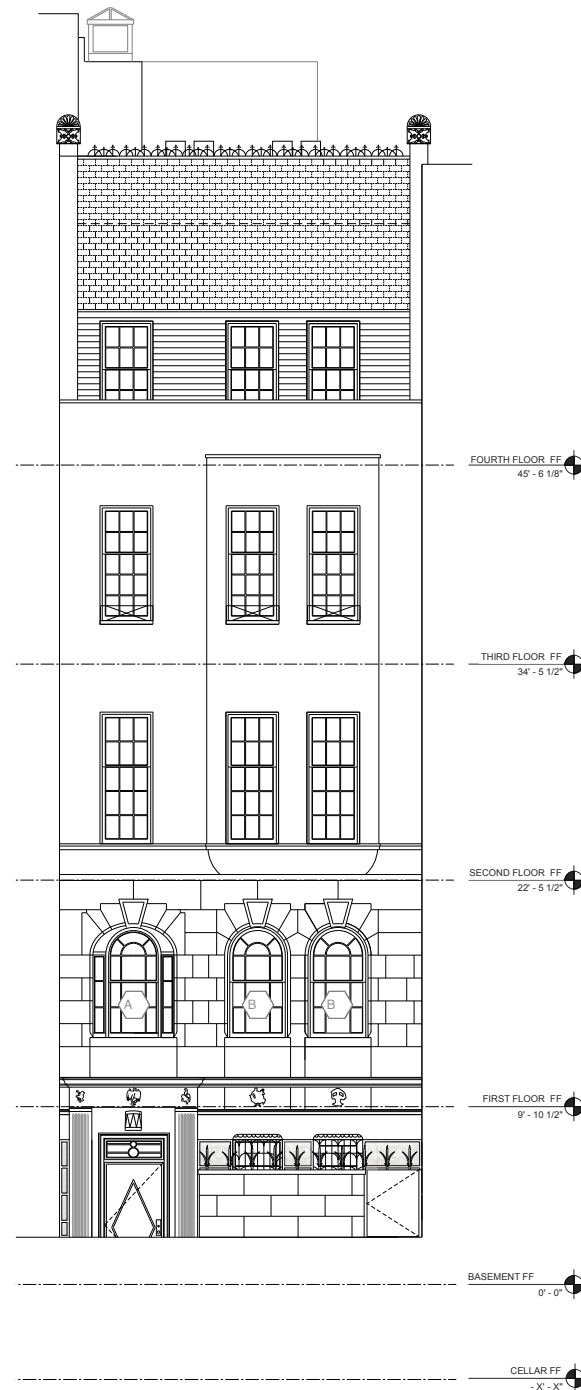 FOURTH FLOOR FF
45' - 6 1/8"
THIRD FLOOR FF
34' - 5 1/2"
SECOND FLOOR FF
22' - 5 1/2"
A B B
FIRST FLOOR FF
9' - 10 1/2"
BASEMENT FF
0' - 0"
CELLAR FF
- X' - X"